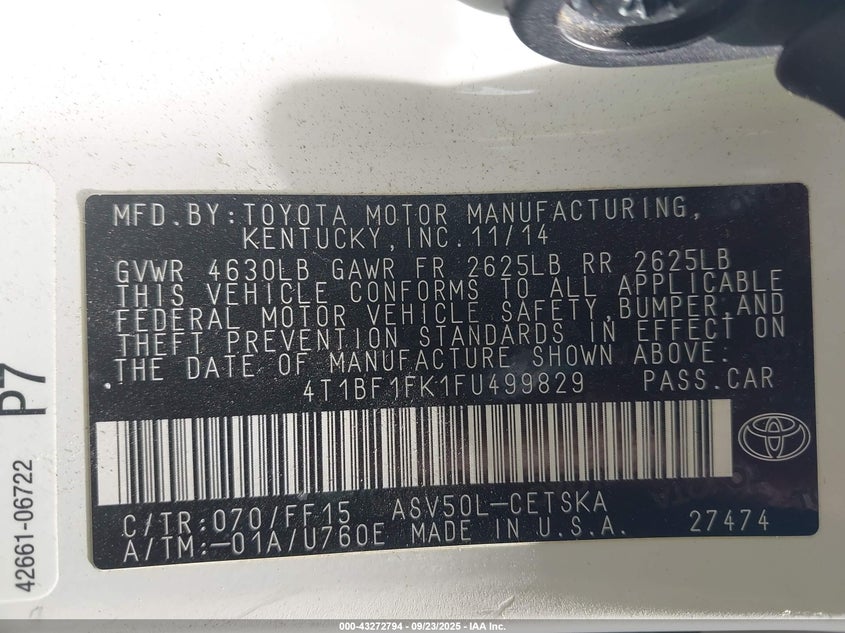 MFD.BY:TOYOTA MOTOR MANUFACTURING,
KENTUCKY,INC.11/14
GVWR 4630LB GAWR FR 2625LB RR 2625LB
THIS VEHICLE CONFORMS TO ALL APPLICABLE
FEDERAL MOTOR VEHICLE SAFETY,BUMPER,AND
THEFT PREVENTION STANDARDS IN EFFECT ON
THE DATE OF MANUFACTURE SHOWN ABOVE.
4T1BF1FK1FU499829 PASS.CAR
C/TR:070/FF15 ASV50L-CETSKA
A/TM:-01A/U760E MADE IN U.S.A. 27474
P7
42661-06722
000-43272794 - 09/23/2025 - IAA Inc.